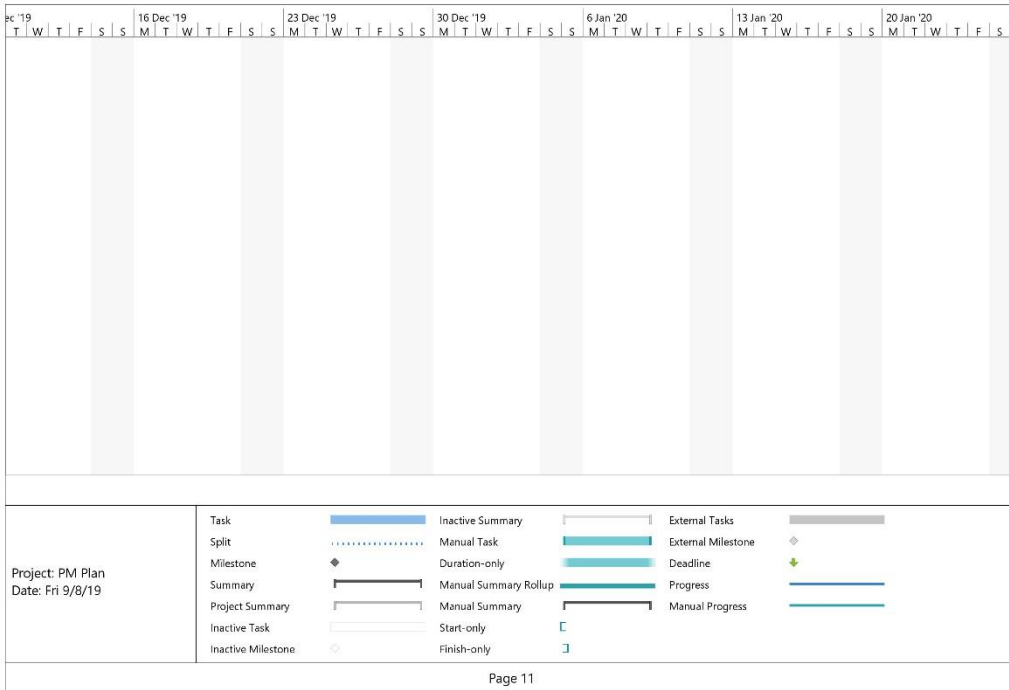 ec '19 16 Dec '19 23 Dec '19 30 Dec '19 6 Jan '20 13 Jan '20 20 Jan '20
T W T F S S M T W T F S S M T W T F S S M T W T F S S M T W T F S S M T W T F S S M T W T F S
Task Inactive Summary External Tasks
Split Manual Task External Milestone
Milestone Duration-only Deadline
Project: PM Plan
Date: Fri 9/8/19
Summary Manual Summary Rollup Progress
Project Summary Manual Summary Manual Progress
Inactive Task Start-only
Inactive Milestone Finish-only
Page 11